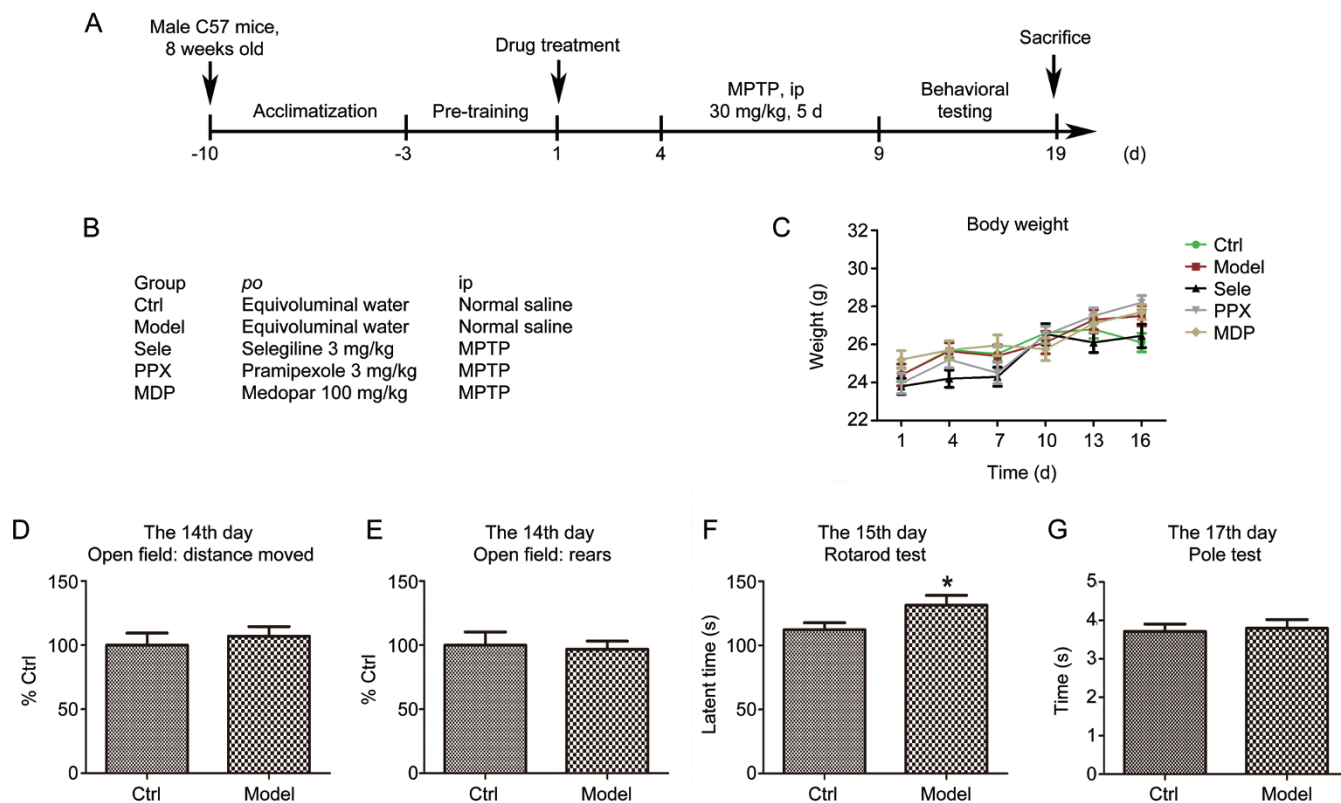 A
Male C57 mice,
8 weeks old
Drug treatment
Sacrifice
Acclimatization
Pre-training
MPTP, ip
30 mg/kg, 5 d
Behavioral
testing
-10 -3 1 4 9 19 (d)
B
Group po ip
Ctrl Equivoluminal water Normal saline
Model Equivoluminal water Normal saline
Sele Selegiline 3 mg/kg MPTP
PPX Pramipexole 3 mg/kg MPTP
MDP Medopar 100 mg/kg MPTP
C
Body weight
Weight (g)
32
30
28
26
24
22
1 4 7 10 13 16
Time (d)
Ctrl
Model
Sele
PPX
MDP
D
The 14th day
Open field: distance moved
% Ctrl
150
100
50
0
Ctrl Model
E
The 14th day
Open field: rears
% Ctrl
150
100
50
0
Ctrl Model
F
The 15th day
Rotarod test
Latent time (s)
150
100
50
0
*
Ctrl Model
G
The 17th day
Pole test
Time (s)
5
4
3
2
1
0
Ctrl Model